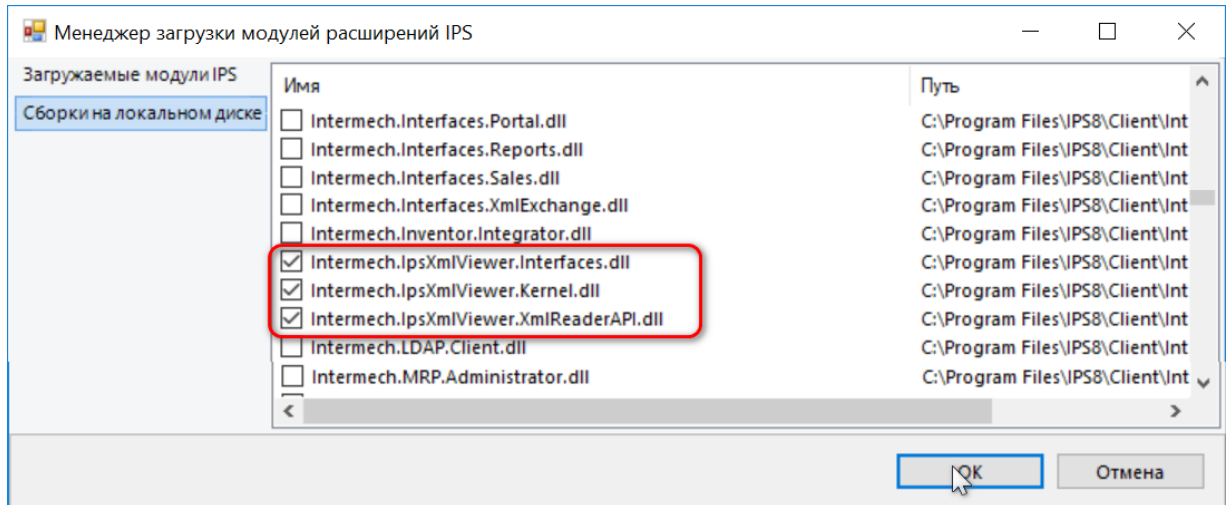 Менеджер загрузки модулей расширений IPS
Загружаемые модули IPS
Сборки на локальном диске
Имя Путь
Intermech.Interfaces.Portal.dll C:\Program Files\IPS8\Client\Int
Intermech.Interfaces.Reports.dll C:\Program Files\IPS8\Client\Int
Intermech.Interfaces.Sales.dll C:\Program Files\IPS8\Client\Int
Intermech.Interfaces.XmlExchange.dll C:\Program Files\IPS8\Client\Int
Intermech.Inventor.Integrator.dll C:\Program Files\IPS8\Client\Int
Intermech.IpsXmlViewer.Interfaces.dll C:\Program Files\IPS8\Client\Int
Intermech.IpsXmlViewer.Kernel.dll C:\Program Files\IPS8\Client\Int
Intermech.IpsXmlViewer.XmlReaderAPI.dll C:\Program Files\IPS8\Client\Int
Intermech.LDAP.Client.dll C:\Program Files\IPS8\Client\Int
Intermech.MRP.Administrator.dll C:\Program Files\IPS8\Client\Int
ОК Отмена